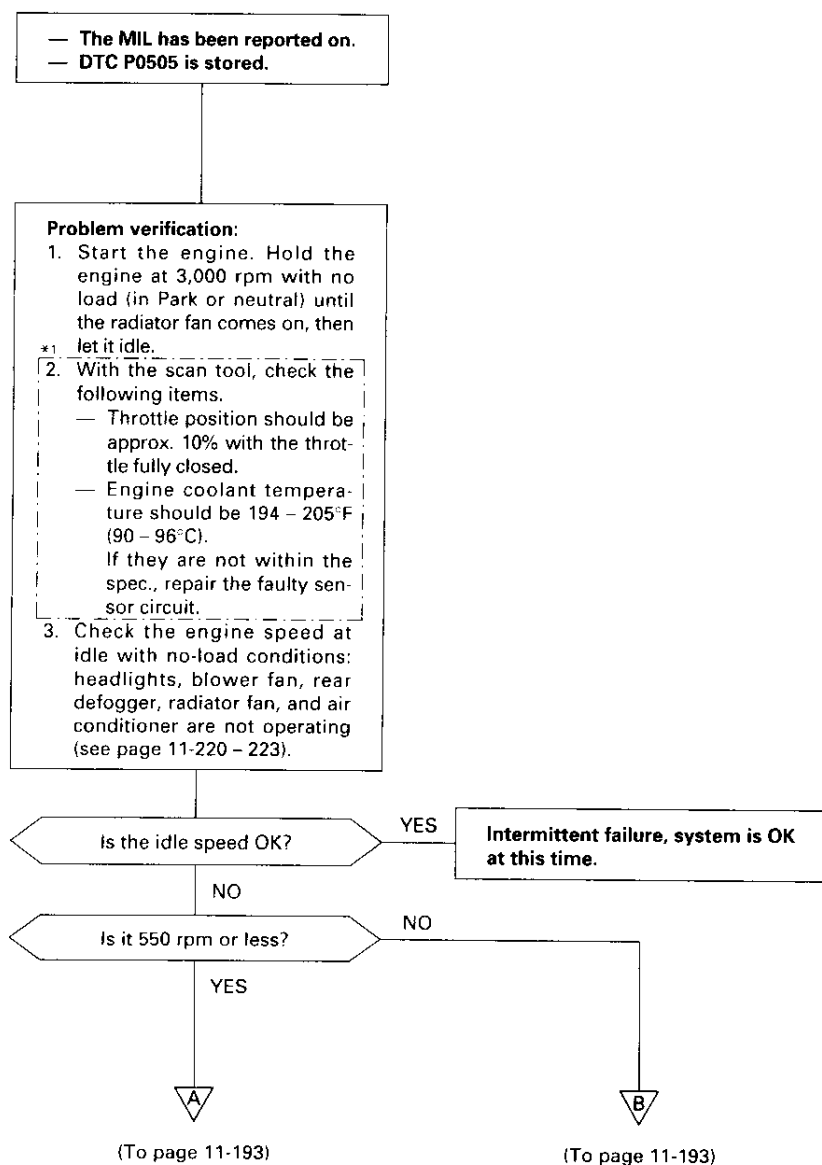 — The MIL has been reported on.
— DTC P0505 is stored.
Problem verification:
1. Start the engine. Hold the
engine at 3,000 rpm with no
load (in Park or neutral) until
the radiator fan comes on, then
*1 let it idle.
2. With the scan tool, check the
following items.
— Throttle position should be
approx. 10% with the throt-
tle fully closed.
— Engine coolant tempera-
ture should be 194 – 205°F
(90 – 96°C).
If they are not within the
spec., repair the faulty sen-
sor circuit.
3. Check the engine speed at
idle with no-load conditions:
headlights, blower fan, rear
defogger, radiator fan, and air
conditioner are not operating
(see page 11-220 – 223).
Is the idle speed OK?
YES
Intermittent failure, system is OK
at this time.
NO
Is it 550 rpm or less?
NO
YES
A
B
(To page 11-193)
(To page 11-193)